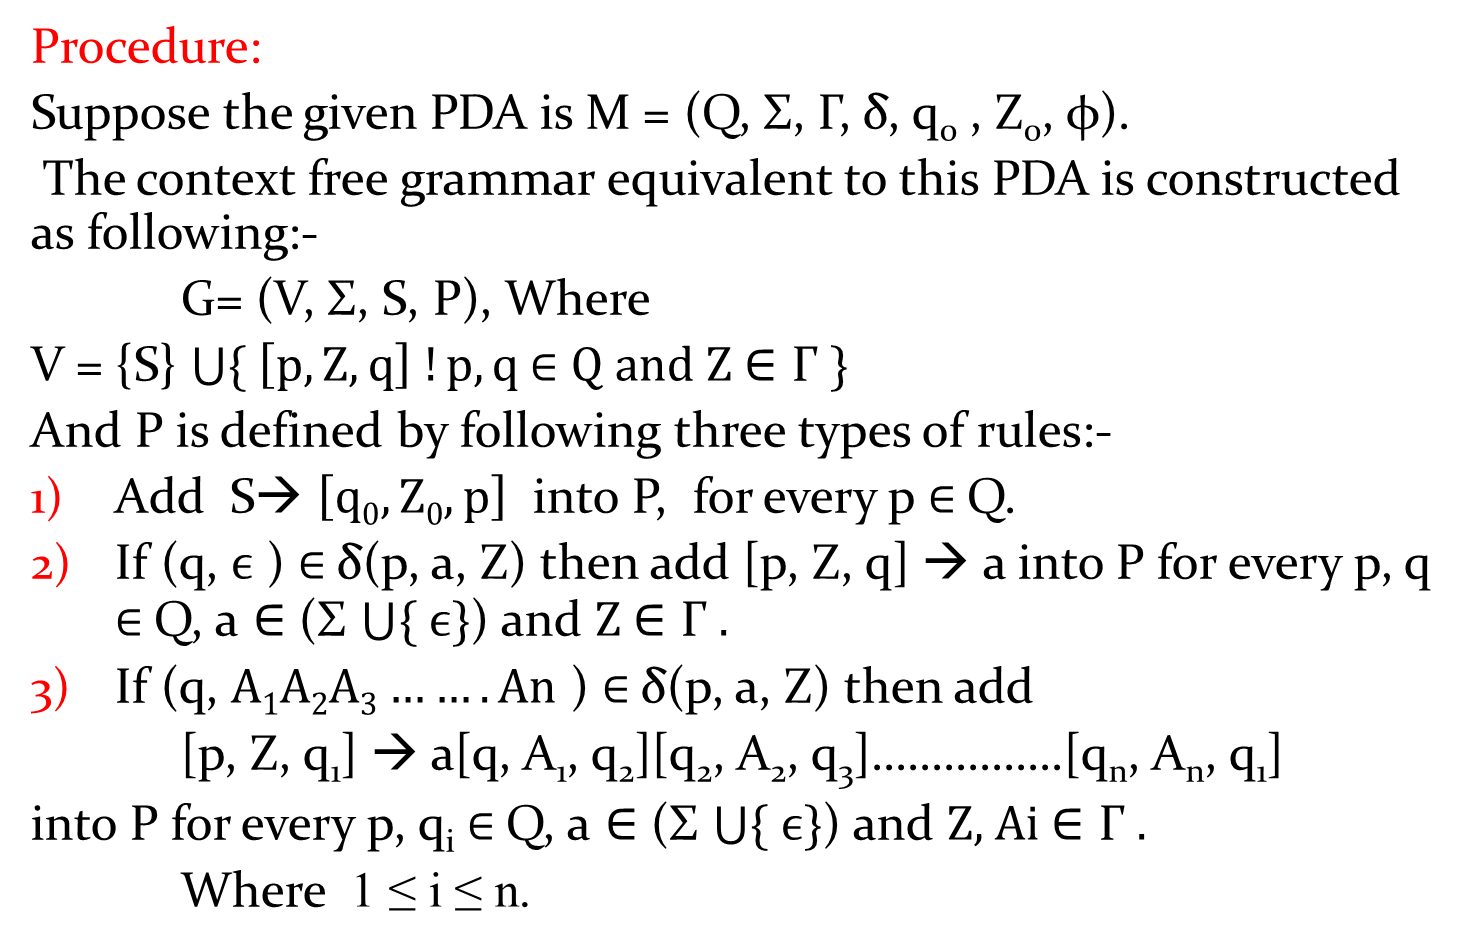 Procedure:
Suppose the given PDA is M = (Q, Σ, Γ, δ, q₀ , Z₀, ϕ).
The context free grammar equivalent to this PDA is constructed
as following:-
G= (V, Σ, S, P), Where
V = {S} ⋃{ [p, Z, q] ! p, q ∈ Q and Z ∈ Γ }
And P is defined by following three types of rules:-
1) Add S→ [q₀, Z₀, p] into P, for every p ∈ Q.
2) If (q, ϵ ) ∈ δ(p, a, Z) then add [p, Z, q] → a into P for every p, q
∈ Q, a ∈ (Σ ⋃{ ϵ}) and Z ∈ Γ .
3) If (q, A₁A₂A₃ … … . An ) ∈ δ(p, a, Z) then add
[p, Z, q₁] → a[q, A₁, q₂][q₂, A₂, q₃]................[qₙ, Aₙ, q₁]
into P for every p, qᵢ ∈ Q, a ∈ (Σ ⋃{ ϵ}) and Z, Ai ∈ Γ .
Where 1 ≤ i ≤ n.